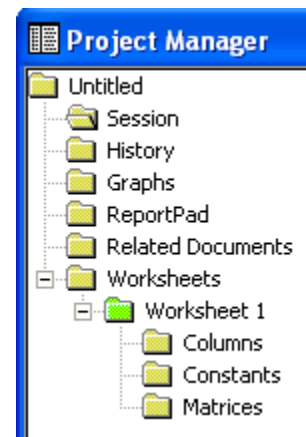 Project Manager
Untitled
Session
History
Graphs
ReportPad
Related Documents
Worksheets
Worksheet 1
Columns
Constants
Matrices